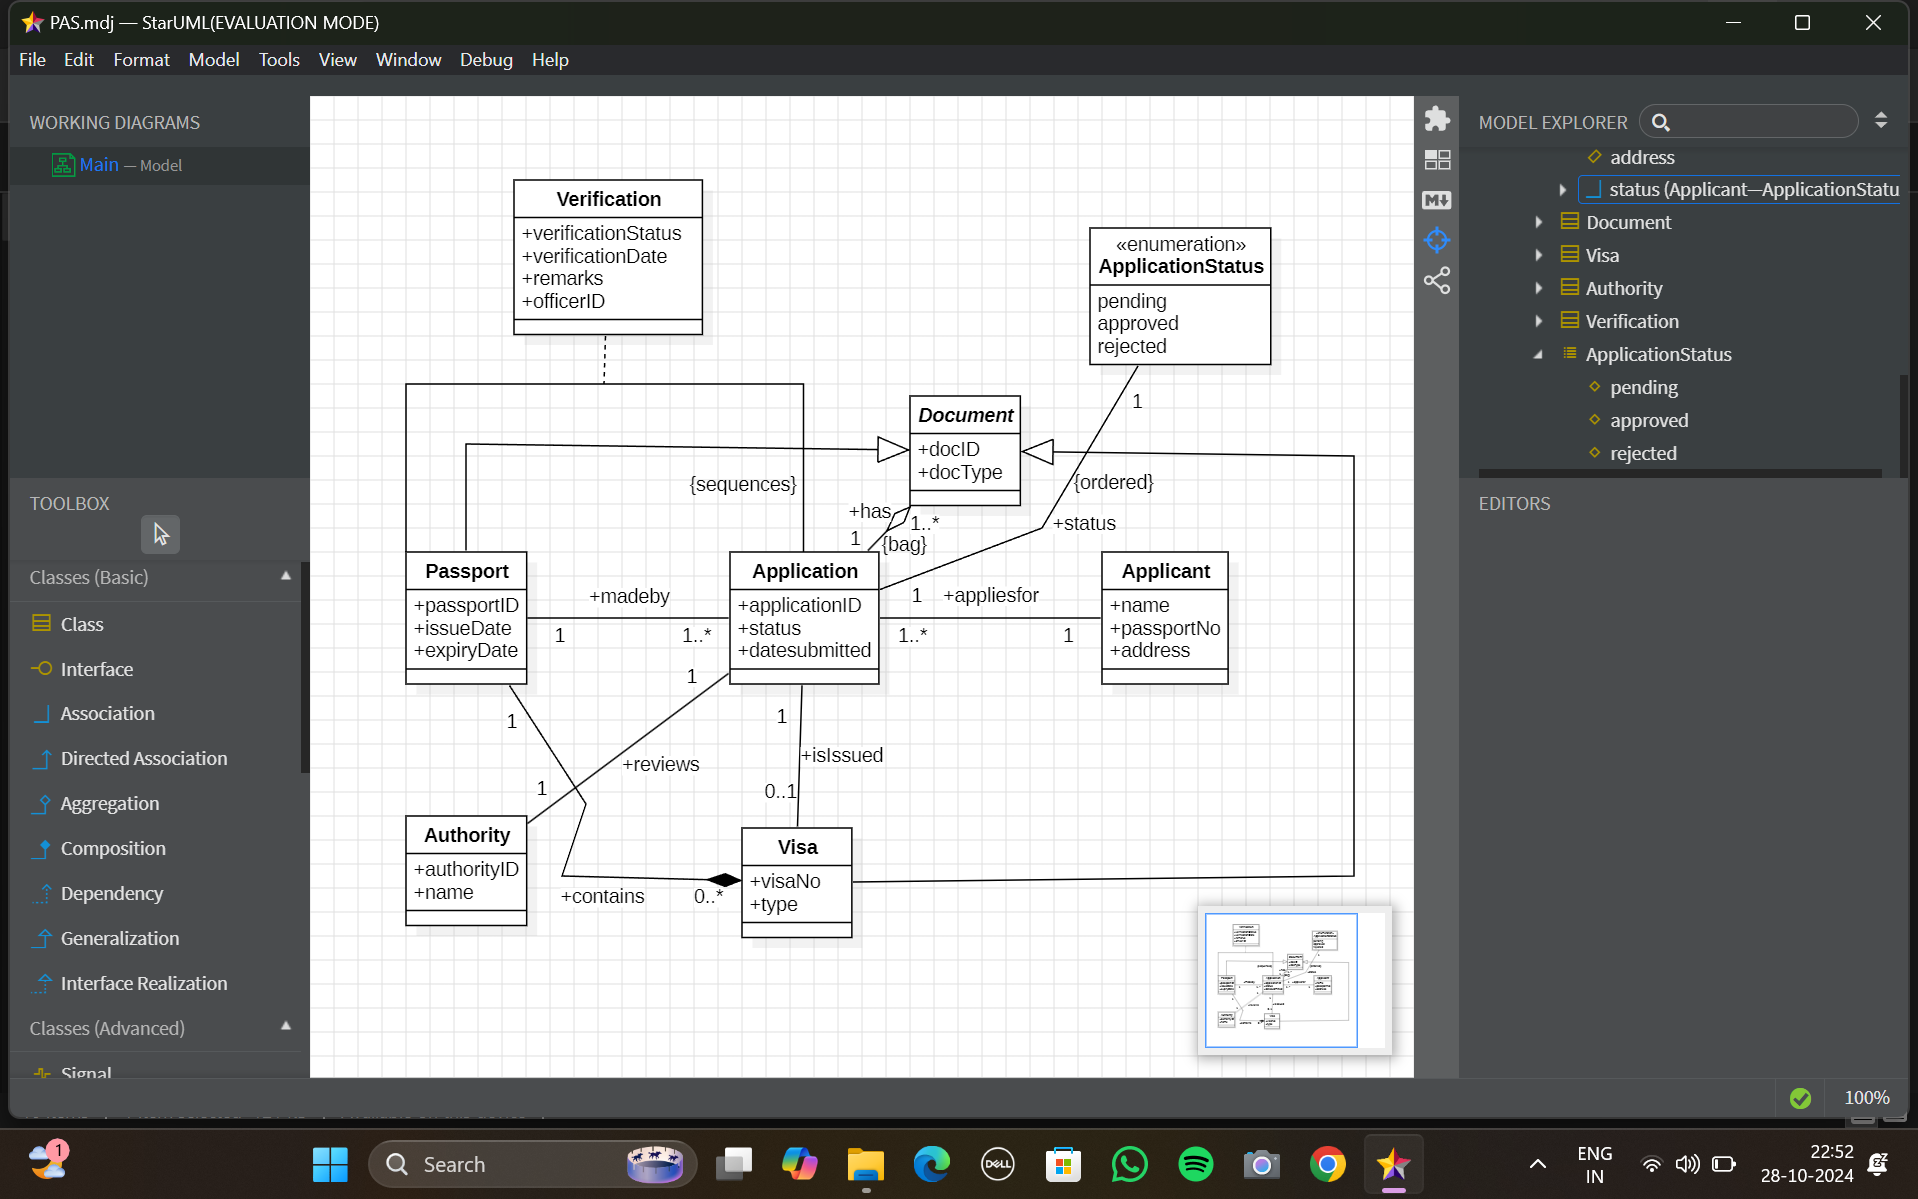 PAS.mdj — StarUML(EVALUATION MODE)
File Edit Format Model Tools View Window Debug Help
WORKING DIAGRAMS
Main — Model
TOOLBOX
Classes (Basic)
Class
Interface
Association
Directed Association
Aggregation
Composition
Dependency
Generalization
Interface Realization
Classes (Advanced)
Signal
Verification
+verificationStatus
+verificationDate
+remarks
+officerID
«enumeration»
ApplicationStatus
pending
approved
rejected
1
Document
+docID
+docType
{sequences}
{ordered}
+has
1..*
1
{bag}
+status
Passport
+passportID
+issueDate
+expiryDate
+madeby
1
1..*
Application
+applicationID
+status
+datesubmitted
1
+appliesfor
1..*
1
Applicant
+name
+passportNo
+address
1
1
1
+reviews
+isIssued
1
0..1
Authority
+authorityID
+name
+contains
0..*
Visa
+visaNo
+type
MODEL EXPLORER
address
status (Applicant—ApplicationStatu
Document
Visa
Authority
Verification
ApplicationStatus
pending
approved
rejected
EDITORS
100%
1
Search
DELL
ENG
IN
22:52
28-10-2024